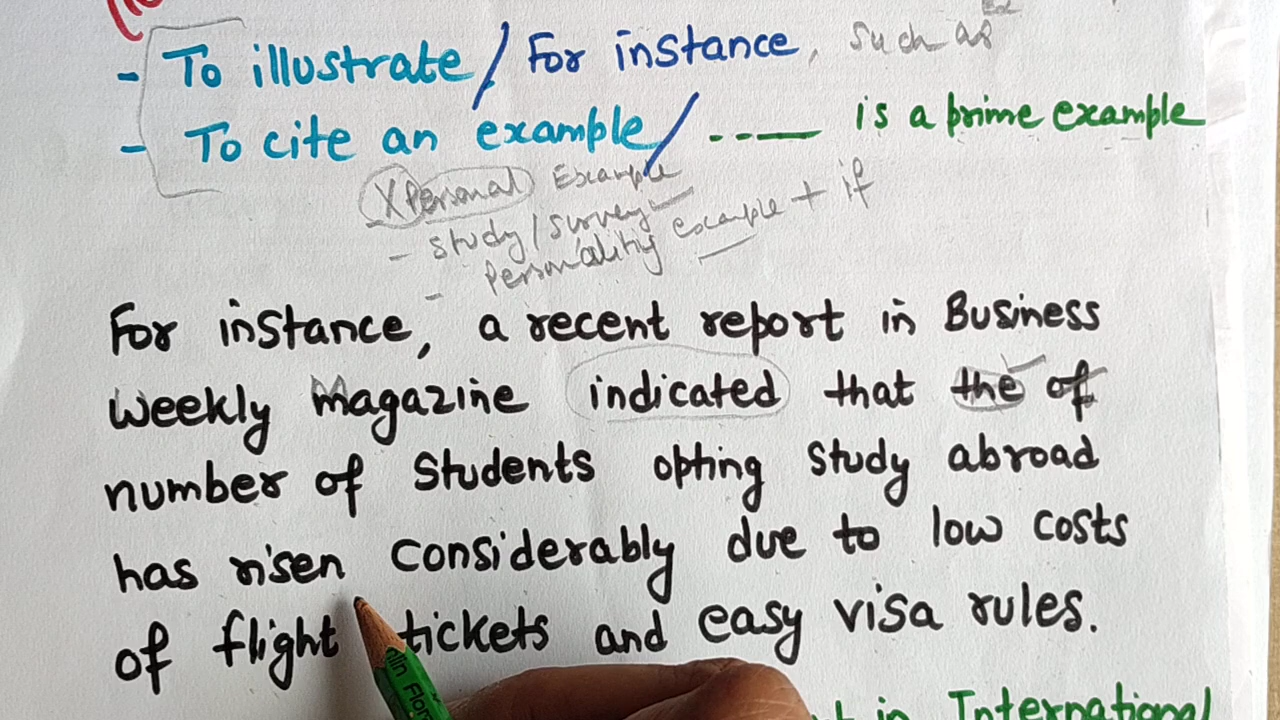 - To illustrate / For instance, such as
- To cite an example / ---— is a prime example
X Personal Example
- study/survey
- Personality example + if
For instance, a recent report in Business
Weekly Magazine indicated that the of
number of students opting study abroad
has risen considerably due to low costs
of flight tickets and easy visa rules.
in International